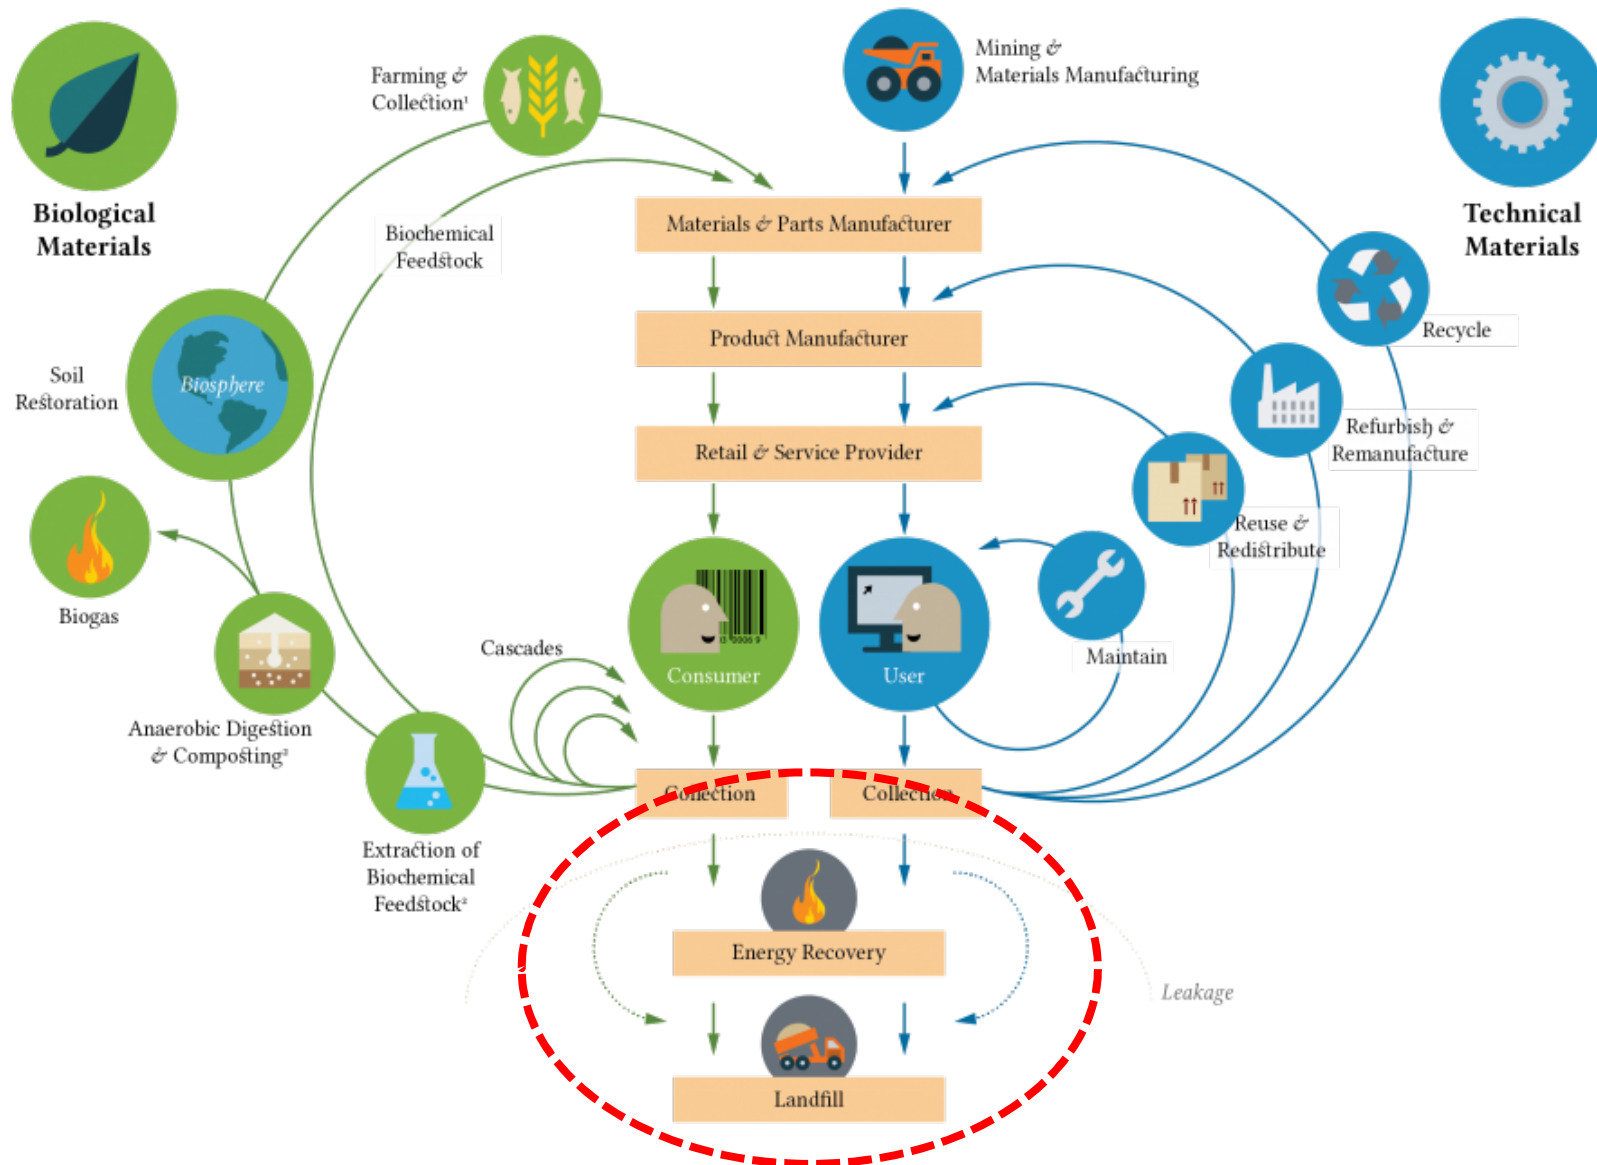 Farming &
Collection¹
Mining &
Materials Manufacturing
Biological
Materials
Technical
Materials
Materials & Parts Manufacturer
Biochemical
Feedstock
Recycle
Product Manufacturer
Soil
Restoration
Biosphere
Refurbish &
Remanufacture
Retail & Service Provider
Reuse &
Redistribute
Biogas
Cascades
Consumer
User
Maintain
Anaerobic Digestion
& Composting²
Collection
Collection
Extraction of
Biochemical
Feedstock²
Energy Recovery
Leakage
Landfill